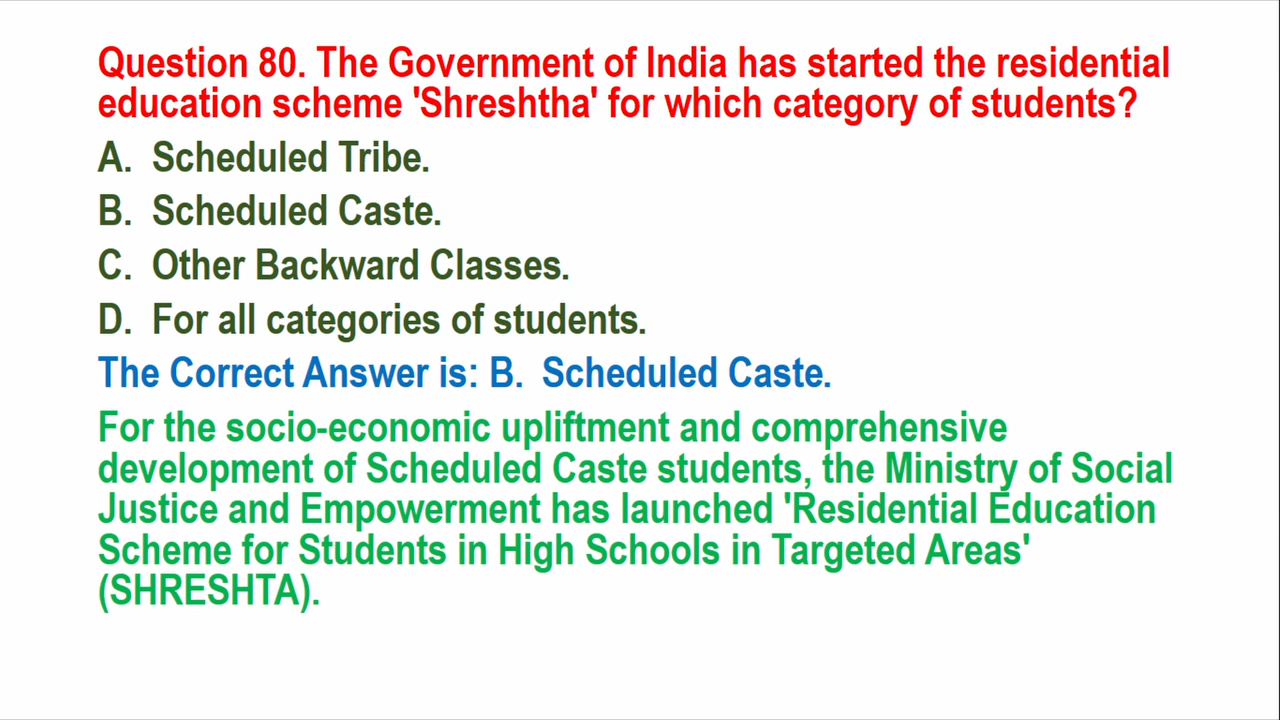 Question 80. The Government of India has started the residential
education scheme 'Shreshtha' for which category of students?
A. Scheduled Tribe.
B. Scheduled Caste.
C. Other Backward Classes.
D. For all categories of students.
The Correct Answer is: B. Scheduled Caste.
For the socio-economic upliftment and comprehensive
development of Scheduled Caste students, the Ministry of Social
Justice and Empowerment has launched 'Residential Education
Scheme for Students in High Schools in Targeted Areas'
(SHRESHTA).